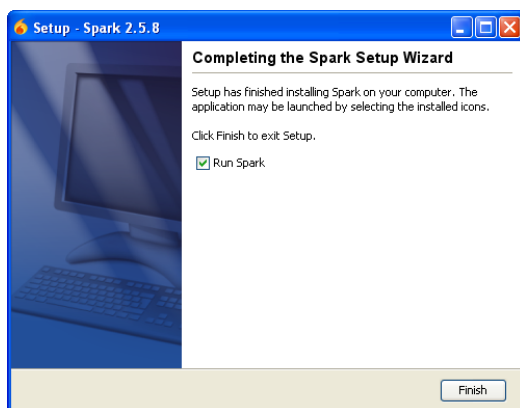 Setup - Spark 2.5.8
Completing the Spark Setup Wizard
Setup has finished installing Spark on your computer. The
application may be launched by selecting the installed icons.
Click Finish to exit Setup.
Run Spark
Finish